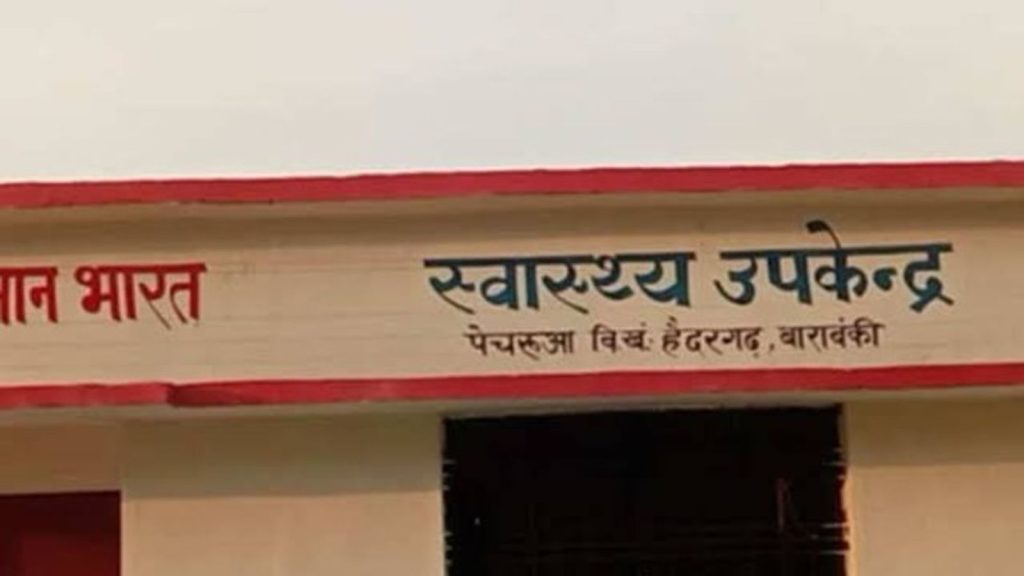 मान भारत
स्वास्थ्य उपकेन्द्र
पेचरूआ वि.खं. हैदरगढ़, बाराबंकी